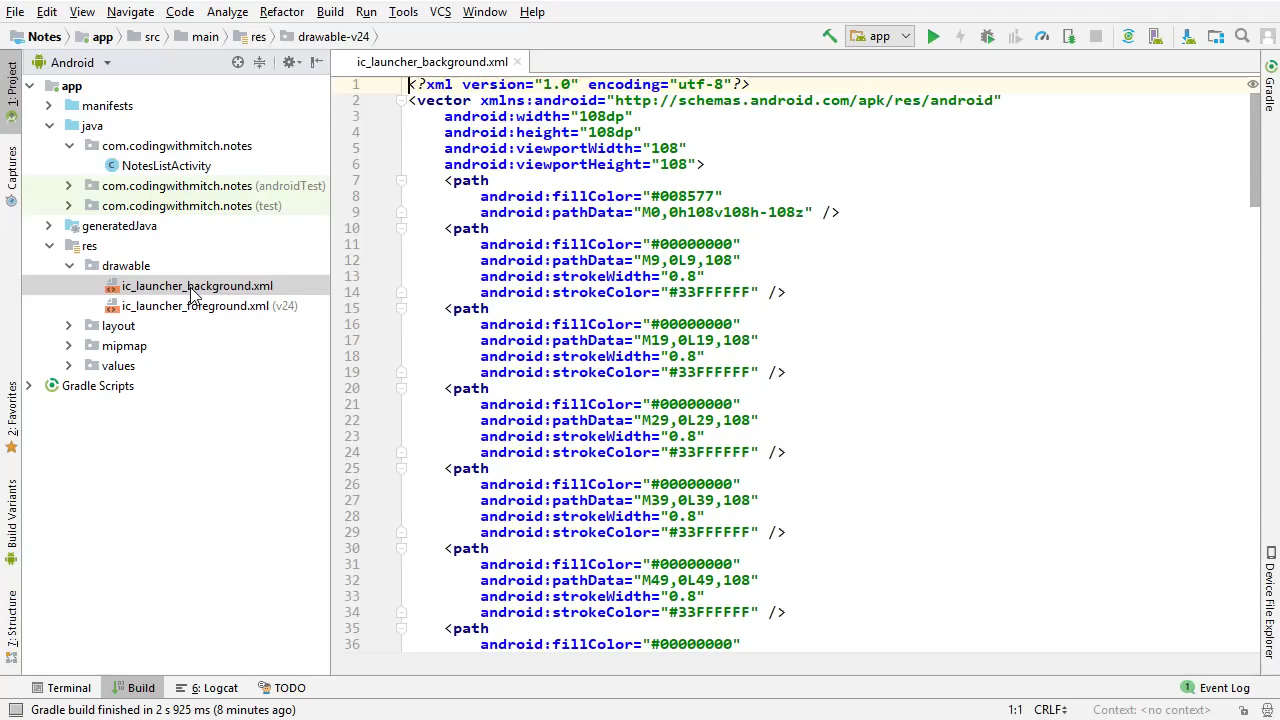 File Edit View Navigate Code Analyze Refactor Build Run Tools VCS Window Help
Notes app src main res drawable-v24 app
1: Project
Captures
2: Favorites
Build Variants
7: Structure
Android
app
manifests
java
com.codingwithmitch.notes
NotesListActivity
com.codingwithmitch.notes (androidTest)
com.codingwithmitch.notes (test)
generatedJava
res
drawable
ic_launcher_background.xml
ic_launcher_foreground.xml (v24)
layout
mipmap
values
Gradle Scripts
ic_launcher_background.xml
1 <?xml version="1.0" encoding="utf-8"?>
2 <vector xmlns:android="http://schemas.android.com/apk/res/android"
3 android:width="108dp"
4 android:height="108dp"
5 android:viewportWidth="108"
6 android:viewportHeight="108">
7 <path
8 android:fillColor="#008577"
9 android:pathData="M0,0h108v108h-108z" />
10 <path
11 android:fillColor="#00000000"
12 android:pathData="M9,0L9,108"
13 android:strokeWidth="0.8"
14 android:strokeColor="#33FFFFFF" />
15 <path
16 android:fillColor="#00000000"
17 android:pathData="M19,0L19,108"
18 android:strokeWidth="0.8"
19 android:strokeColor="#33FFFFFF" />
20 <path
21 android:fillColor="#00000000"
22 android:pathData="M29,0L29,108"
23 android:strokeWidth="0.8"
24 android:strokeColor="#33FFFFFF" />
25 <path
26 android:fillColor="#00000000"
27 android:pathData="M39,0L39,108"
28 android:strokeWidth="0.8"
29 android:strokeColor="#33FFFFFF" />
30 <path
31 android:fillColor="#00000000"
32 android:pathData="M49,0L49,108"
33 android:strokeWidth="0.8"
34 android:strokeColor="#33FFFFFF" />
35 <path
36 android:fillColor="#00000000"
Gradle
Device File Explorer
Terminal Build 6: Logcat TODO 1 Event Log
Gradle build finished in 2 s 925 ms (8 minutes ago) 1:1 CRLF Context: <no context>